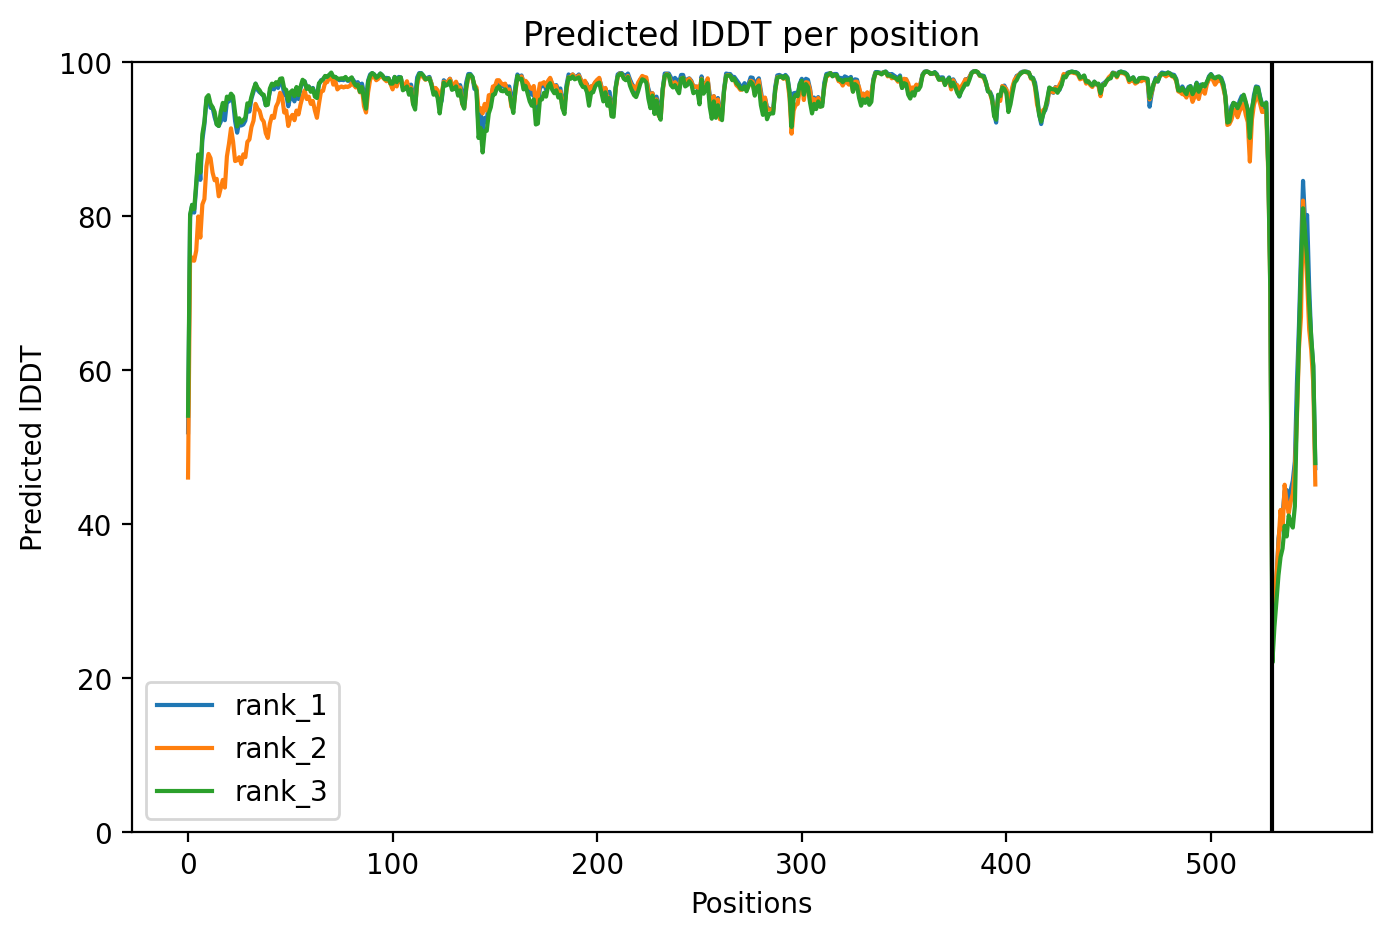 Predicted lDDT per position
Predicted lDDT
100
80
60
40
20
0
rank_1
rank_2
rank_3
0 100 200 300 400 500
Positions